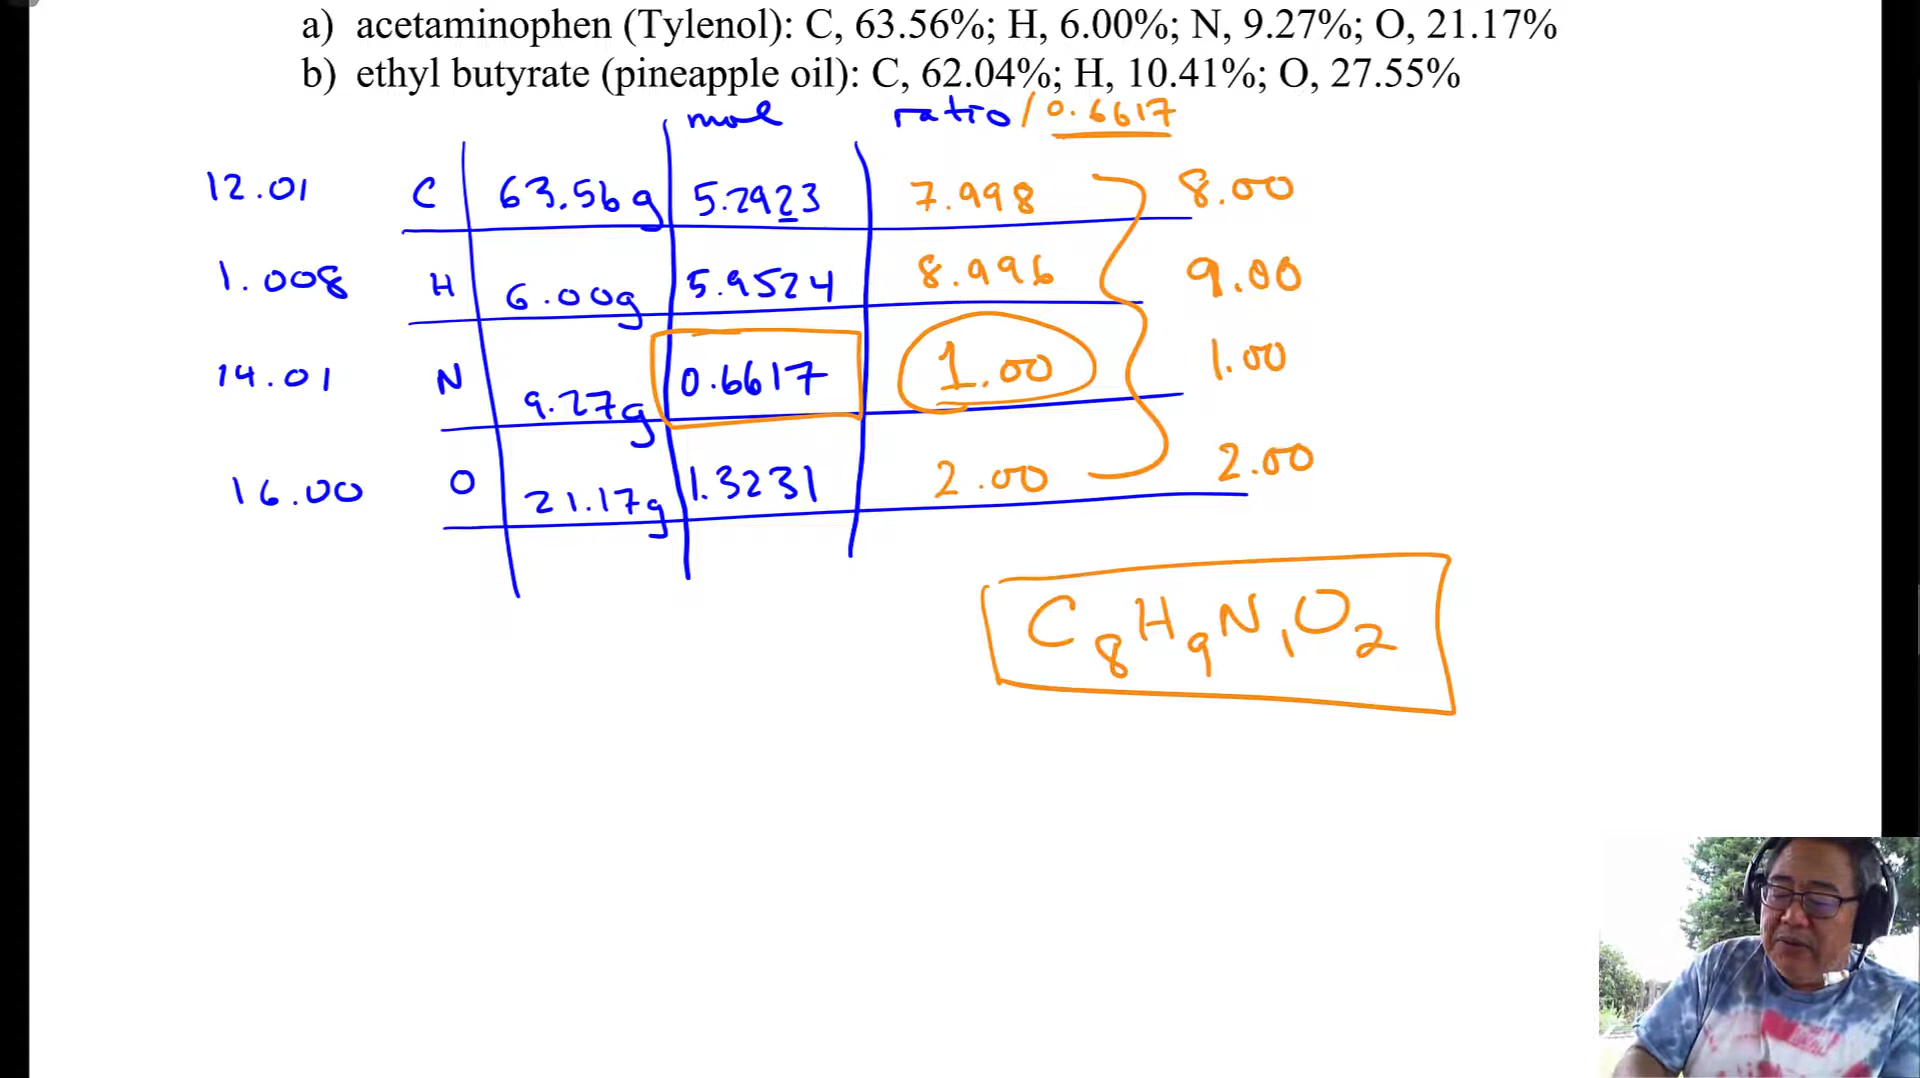 a) acetaminophen (Tylenol): C, 63.56%; H, 6.00%; N, 9.27%; O, 21.17%
b) ethyl butyrate (pineapple oil): C, 62.04%; H, 10.41%; O, 27.55%
mol ratio / 0.6617
12.01 C 63.56g 5.2923 7.998 8.00
1.008 H 6.00g 5.9524 8.996 9.00
14.01 N 9.27g 0.6617 1.00 1.00
16.00 O 21.17g 1.3231 2.00 2.00
C8H9N1O2